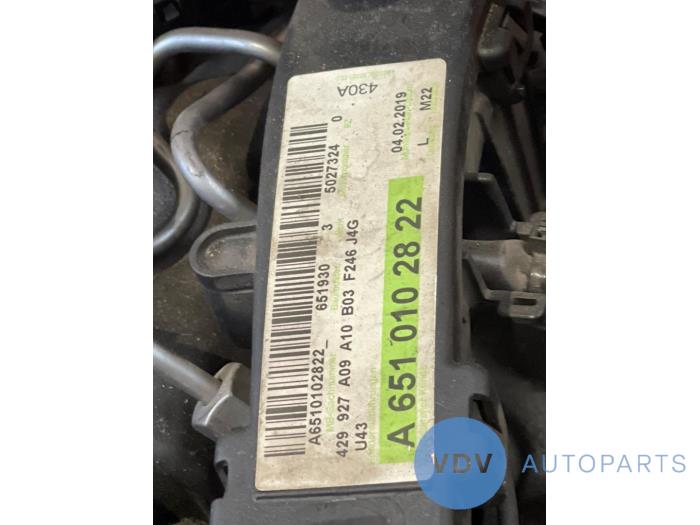 430A
A6510102822_ 651930 3 5027324 0
429 927 A09 A10 B03 F246 J4G
U43
04.02.2019
L M22
A 651 010 28 22
VDV AUTOPARTS